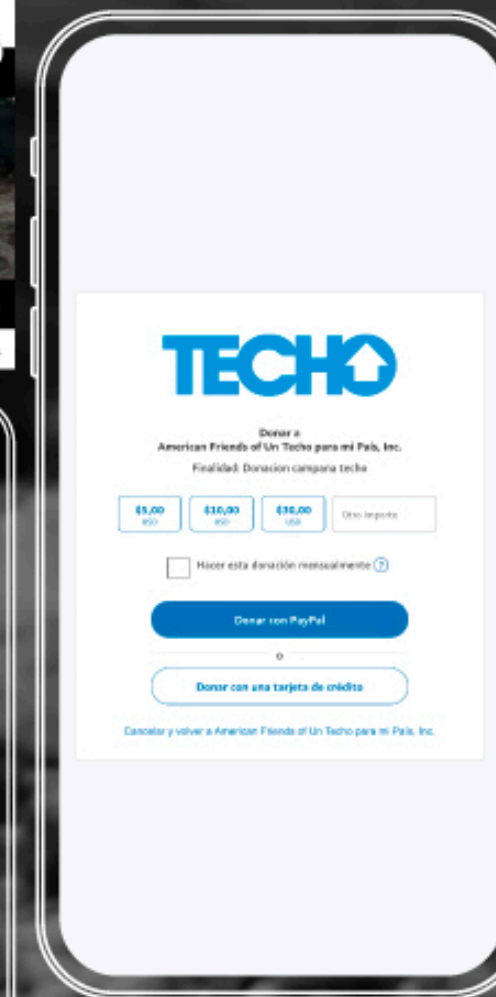 TECHO
Donar a
American Friends of Un Techo para mi País, Inc.
Finalidad: Donacion campana techo
$5,00 $10,00 $30,00 Otro importe
USD USD USD
Hacer esta donación mensualmente ?
Donar con PayPal
o
Donar con una tarjeta de crédito
Cancelar y volver a American Friends of Un Techo para mi País, Inc.